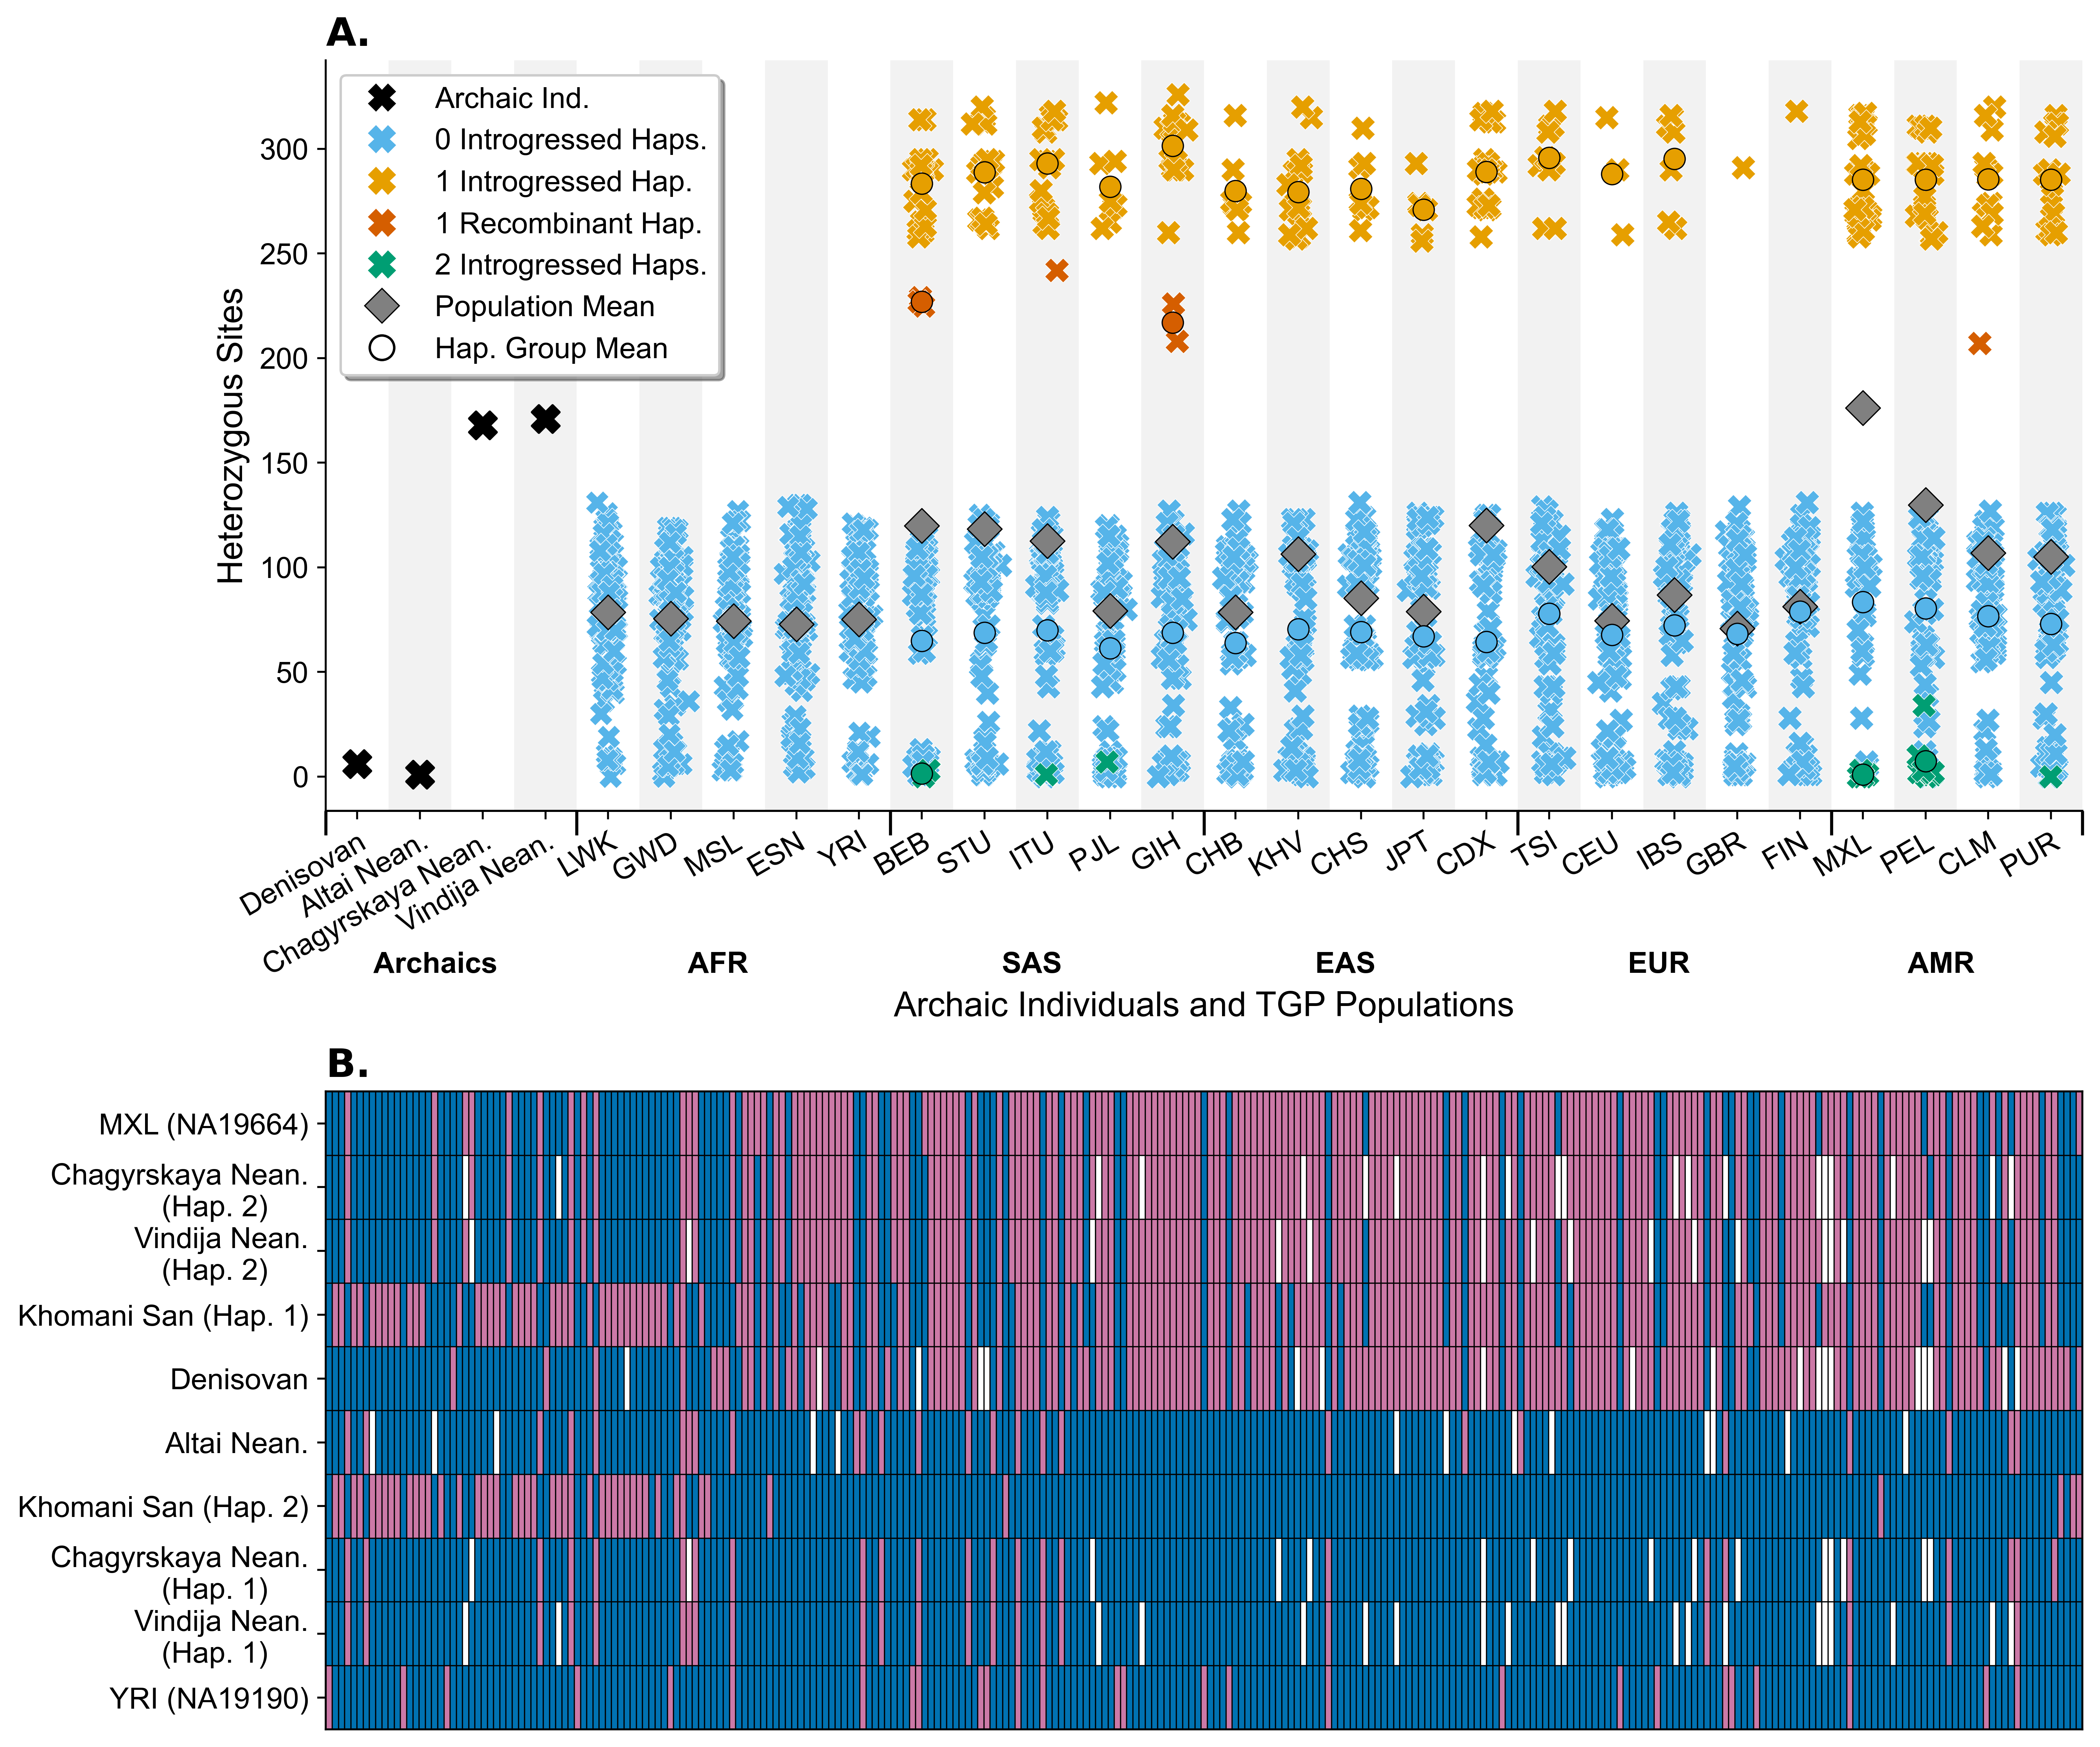 A.
Archaic Ind.
0 Introgressed Haps.
1 Introgressed Hap.
1 Recombinant Hap.
2 Introgressed Haps.
Population Mean
Hap. Group Mean
Heterozygous Sites
300
250
200
150
100
50
0
Denisovan
Altai Nean.
Chagyrskaya Nean.
Vindija Nean.
LWK
GWD
MSL
ESN
YRI
BEB
STU
ITU
PJL
GIH
CHB
KHV
CHS
JPT
CDX
TSI
CEU
IBS
GBR
FIN
MXL
PEL
CLM
PUR
Archaics
AFR
SAS
EAS
EUR
AMR
Archaic Individuals and TGP Populations
B.
MXL (NA19664)
Chagyrskaya Nean.
(Hap. 2)
Vindija Nean.
(Hap. 2)
Khomani San (Hap. 1)
Denisovan
Altai Nean.
Khomani San (Hap. 2)
Chagyrskaya Nean.
(Hap. 1)
Vindija Nean.
(Hap. 1)
YRI (NA19190)